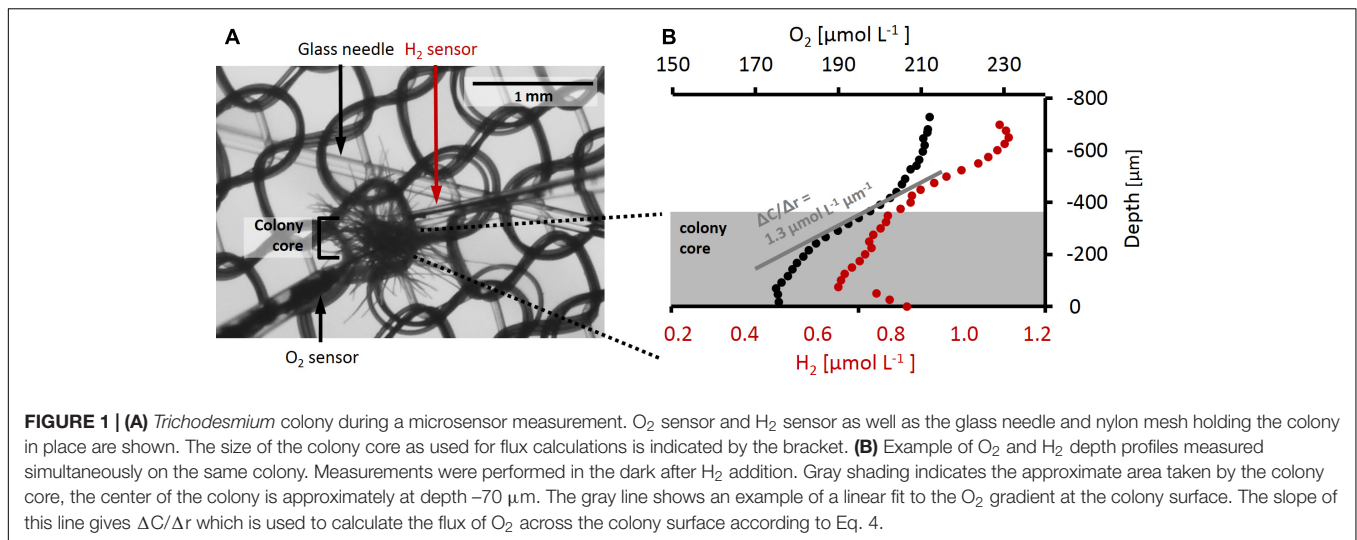 A
Glass needle H₂ sensor
1 mm
Colony
core
O₂ sensor
B
O₂ [µmol L⁻¹]
150 170 190 210 230
-800
-600
-400
-200
0
Depth [µm]
ΔC/Δr =
1.3 µmol L⁻¹ µm⁻¹
colony
core
0.2 0.4 0.6 0.8 1.0 1.2
H₂ [µmol L⁻¹ ]
FIGURE 1 | (A) Trichodesmium colony during a microsensor measurement. O₂ sensor and H₂ sensor as well as the glass needle and nylon mesh holding the colony
in place are shown. The size of the colony core as used for flux calculations is indicated by the bracket. (B) Example of O₂ and H₂ depth profiles measured
simultaneously on the same colony. Measurements were performed in the dark after H₂ addition. Gray shading indicates the approximate area taken by the colony
core, the center of the colony is approximately at depth –70 µm. The gray line shows an example of a linear fit to the O₂ gradient at the colony surface. The slope of
this line gives ΔC/Δr which is used to calculate the flux of O₂ across the colony surface according to Eq. 4.